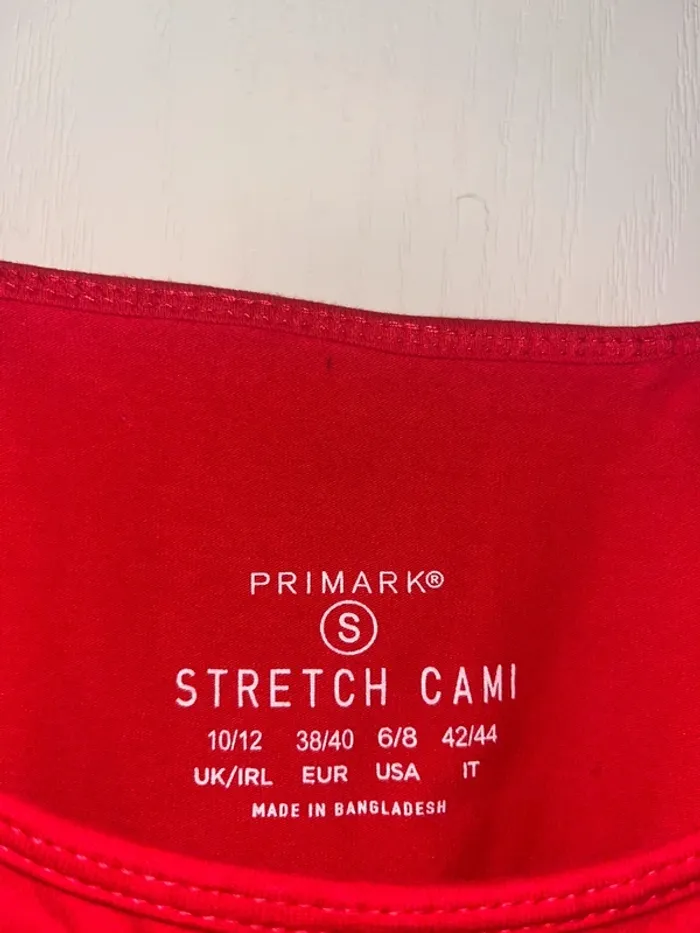 PRIMARK®
S
STRETCH CAMI
10/12 38/40 6/8 42/44
UK/IRL EUR USA IT
MADE IN BANGLADESH